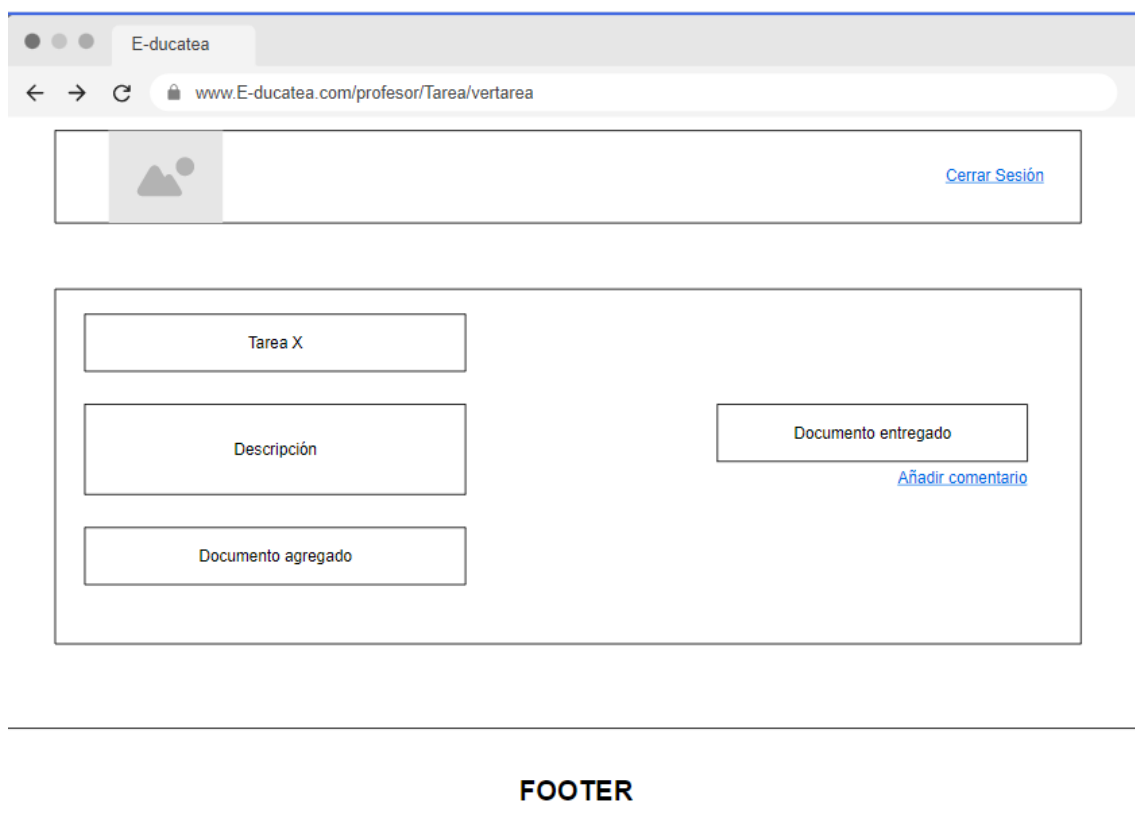 E-ducatea
www.E-ducatea.com/profesor/Tarea/vertarea
Cerrar Sesión
Tarea X
Descripción
Documento agregado
Documento entregado
Añadir comentario
FOOTER